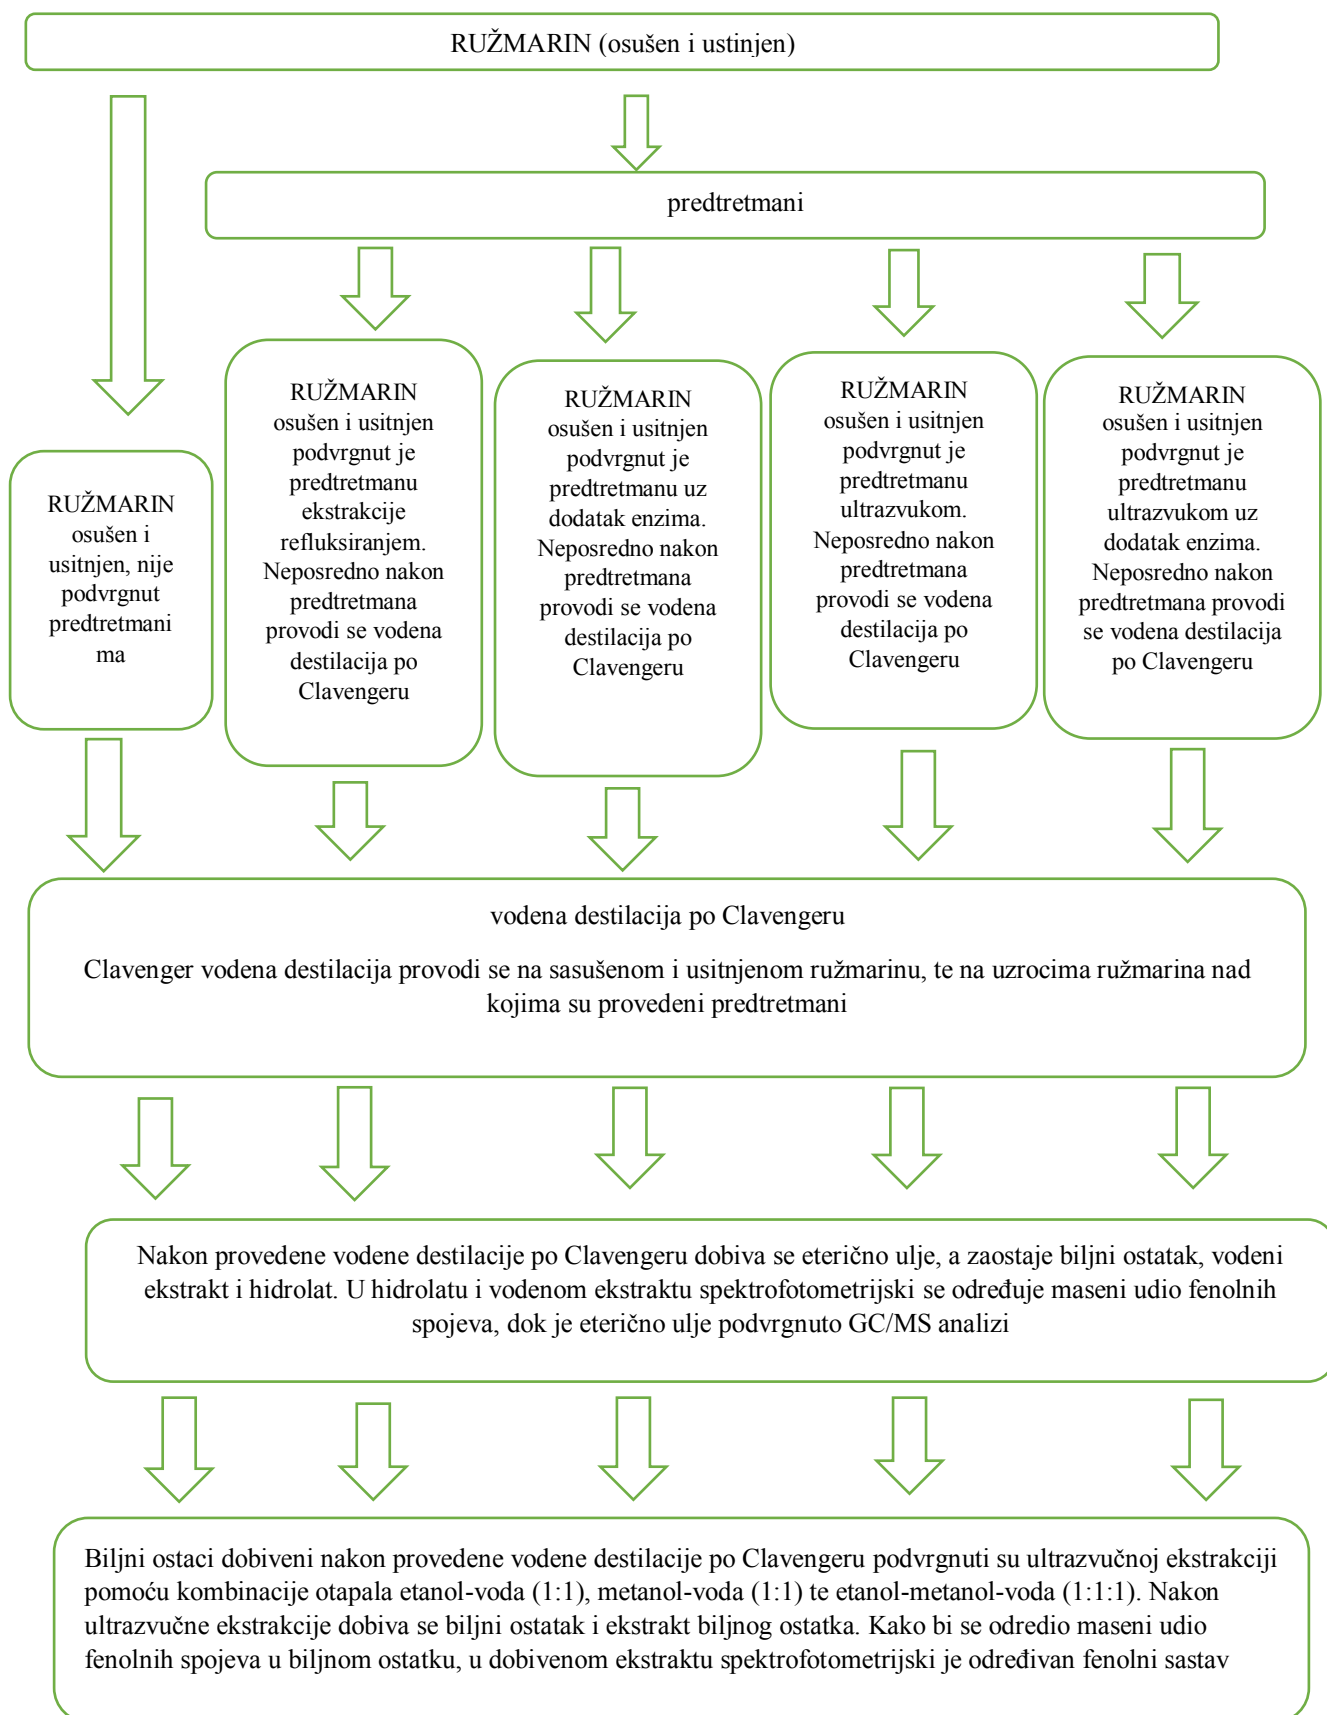 RUŽMARIN (osušen i ustinjen)
predtretmani
RUŽMARIN
osušen i
usitnjen, nije
podvrgnut
predtretmani
ma
RUŽMARIN
osušen i usitnjen
podvrgnut je
predtretmanu
ekstrakcije
refluksiranjem.
Neposredno nakon
predtretmana
provodi se vodena
destilacija po
Clavengeru
RUŽMARIN
osušen i usitnjen
podvrgnut je
predtretmanu uz
dodatak enzima.
Neposredno nakon
predtretmana
provodi se vodena
destilacija po
Clavengeru
RUŽMARIN
osušen i usitnjen
podvrgnut je
predtretmanu
ultrazvukom.
Neposredno nakon
predtretmana
provodi se vodena
destilacija po
Clavengeru
RUŽMARIN
osušen i usitnjen
podvrgnut je
predtretmanu
ultrazvukom uz
dodatak enzima.
Neposredno nakon
predtretmana provodi
se vodena destilacija
po Clavengeru
vodena destilacija po Clavengeru
Clavenger vodena destilacija provodi se na sasušenom i usitnjenom ružmarinu, te na uzrocima ružmarina nad
kojima su provedeni predtretmani
Nakon provedene vodene destilacije po Clavengeru dobiva se eterično ulje, a zaostaje biljni ostatak, vodeni
ekstrakt i hidrolat. U hidrolatu i vodenom ekstraktu spektrofotometrijski se određuje maseni udio fenolnih
spojeva, dok je eterično ulje podvrgnuto GC/MS analizi
Biljni ostaci dobiveni nakon provedene vodene destilacije po Clavengeru podvrgnuti su ultrazvučnoj ekstrakciji
pomoću kombinacije otapala etanol-voda (1:1), metanol-voda (1:1) te etanol-metanol-voda (1:1:1). Nakon
ultrazvučne ekstrakcije dobiva se biljni ostatak i ekstrakt biljnog ostatka. Kako bi se odredio maseni udio
fenolnih spojeva u biljnom ostatku, u dobivenom ekstraktu spektrofotometrijski je određivan fenolni sastav